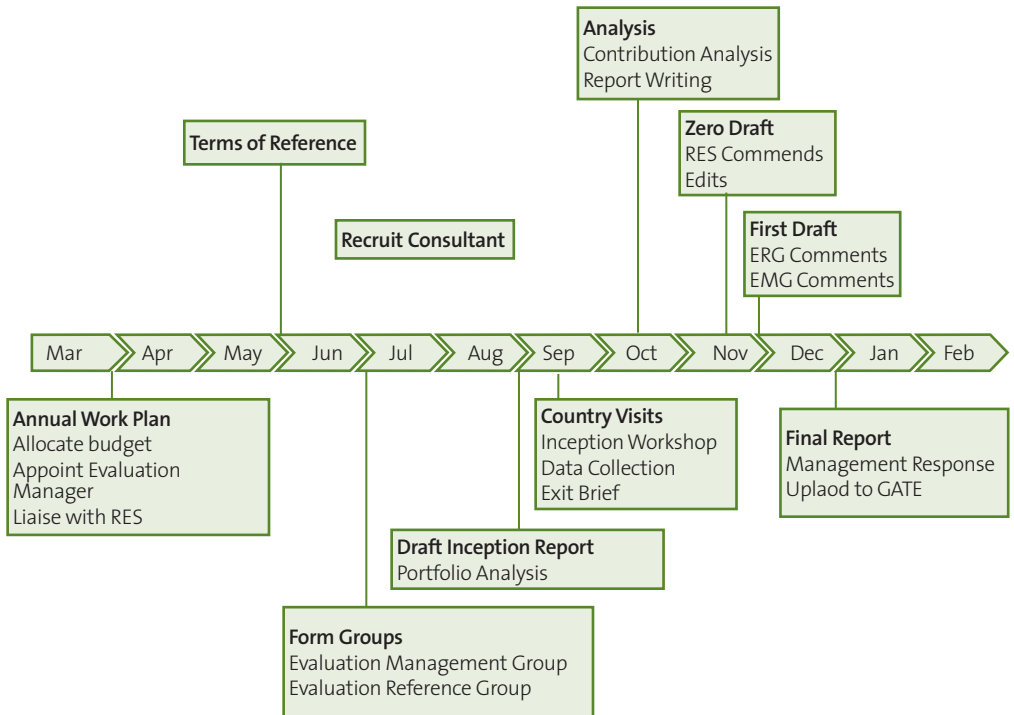 Analysis
Contribution Analysis
Report Writing
Terms of Reference
Zero Draft
RES Commends
Edits
Recruit Consultant
First Draft
ERG Comments
EMG Comments
Mar Apr May Jun Jul Aug Sep Oct Nov Dec Jan Feb
Annual Work Plan
Allocate budget
Appoint Evaluation
Manager
Liaise with RES
Country Visits
Inception Workshop
Data Collection
Exit Brief
Final Report
Management Response
Uplaod to GATE
Draft Inception Report
Portfolio Analysis
Form Groups
Evaluation Management Group
Evaluation Reference Group